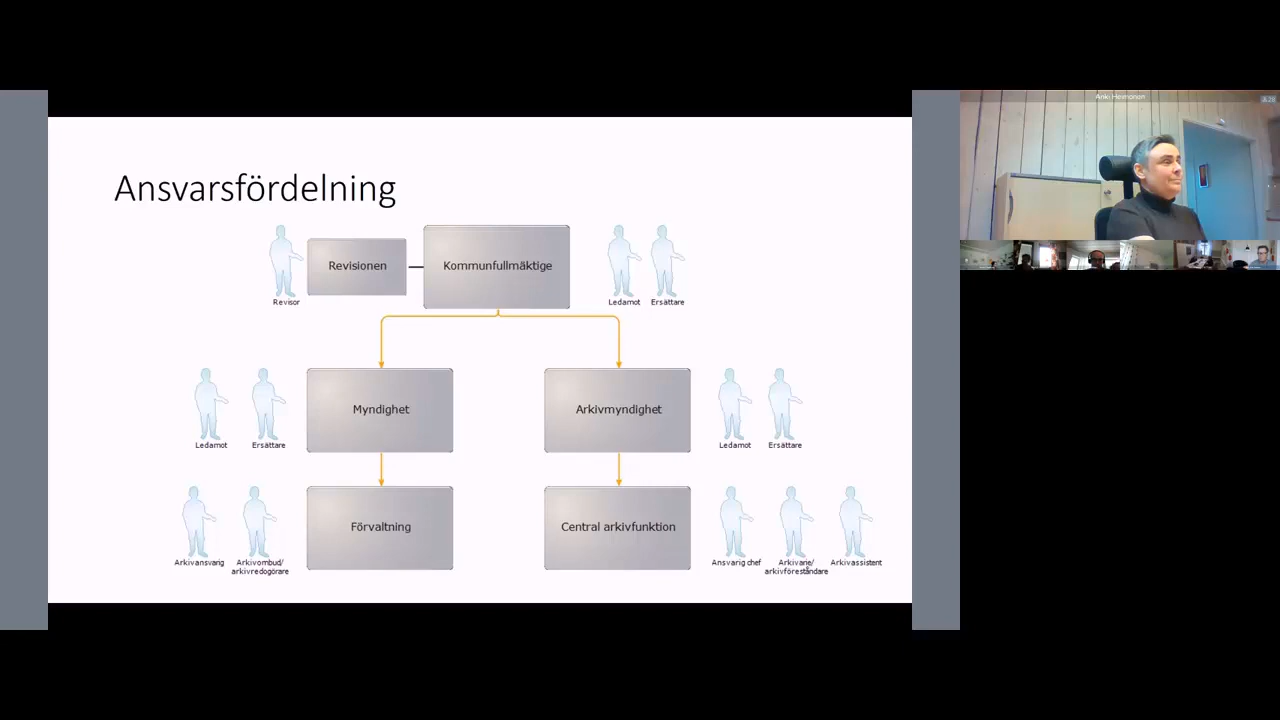 Ansvarsfördelning
Revisionen
Kommunfullmäktige
Revisor
Ledamot
Ersättare
Myndighet
Arkivmyndighet
Ledamot
Ersättare
Ledamot
Ersättare
Förvaltning
Central arkivfunktion
Arkivansvarig
Arkivombud/
arkivredogörare
Ansvarig chef
Arkivarie/
arkivföreståndare
Arkivassistent